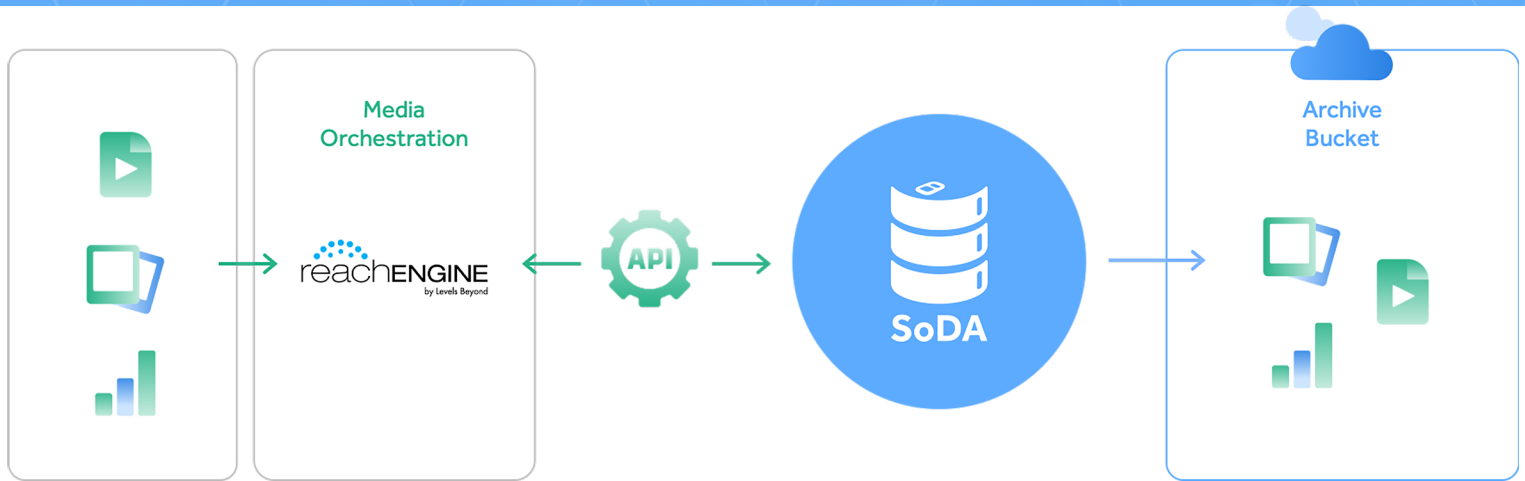 Media
Orchestration
reachENGINE
by Levels Beyond
API
SoDA
Archive
Bucket